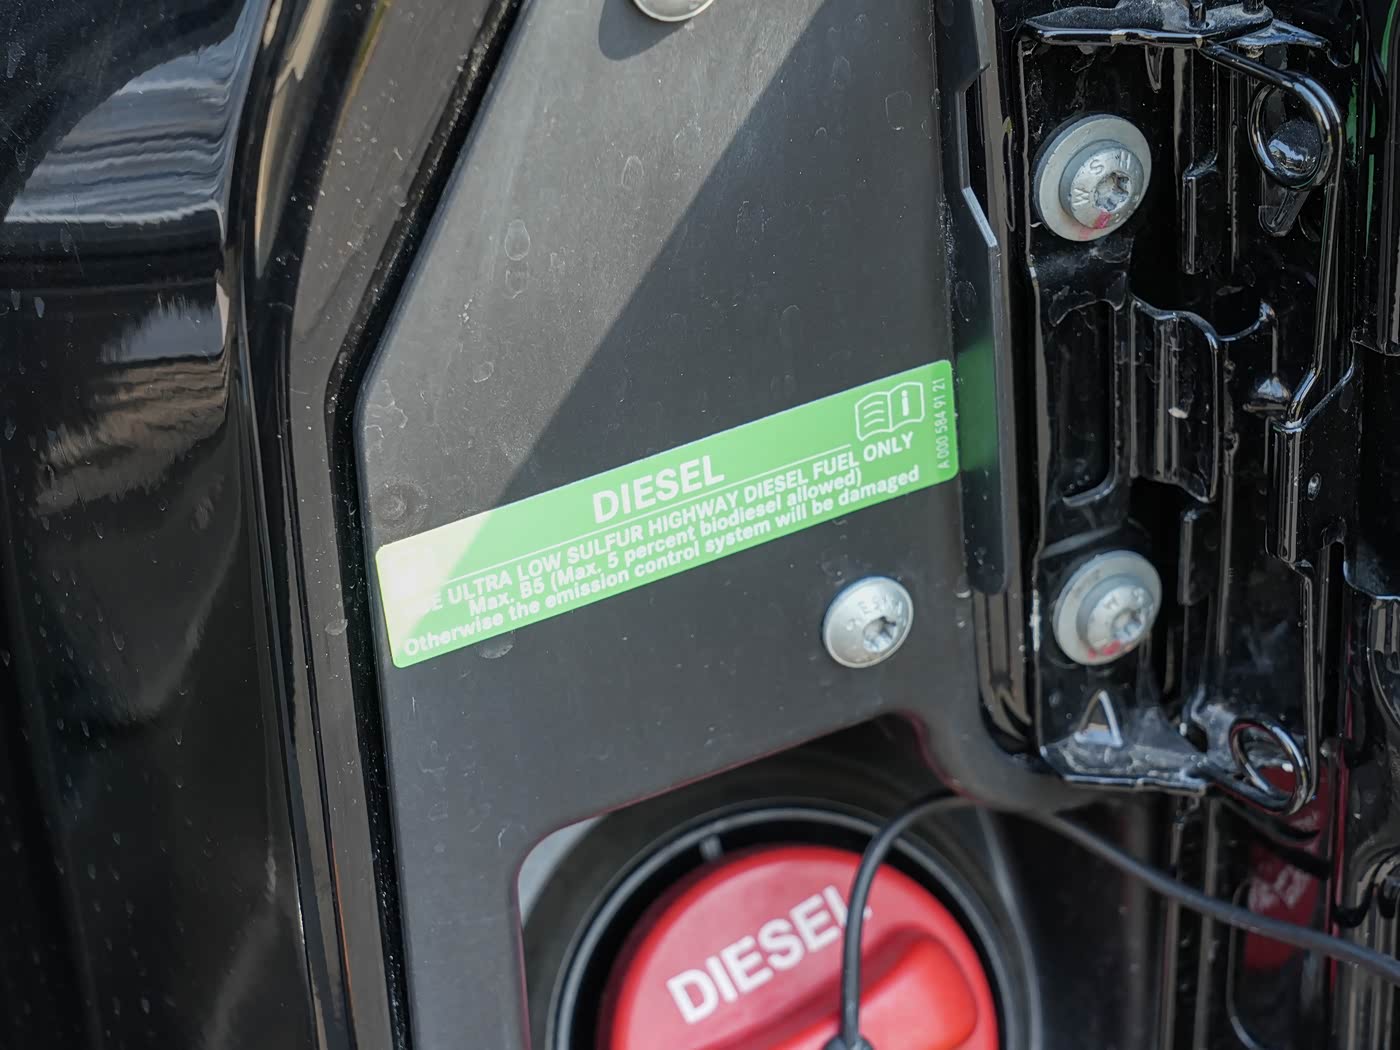 DIESEL
ULTRA LOW SULFUR HIGHWAY DIESEL FUEL ONLY
Max. B5 (Max. 5 percent biodiesel allowed)
Otherwise the emission control system will be damaged
A 000 584 91 21
DIESEL